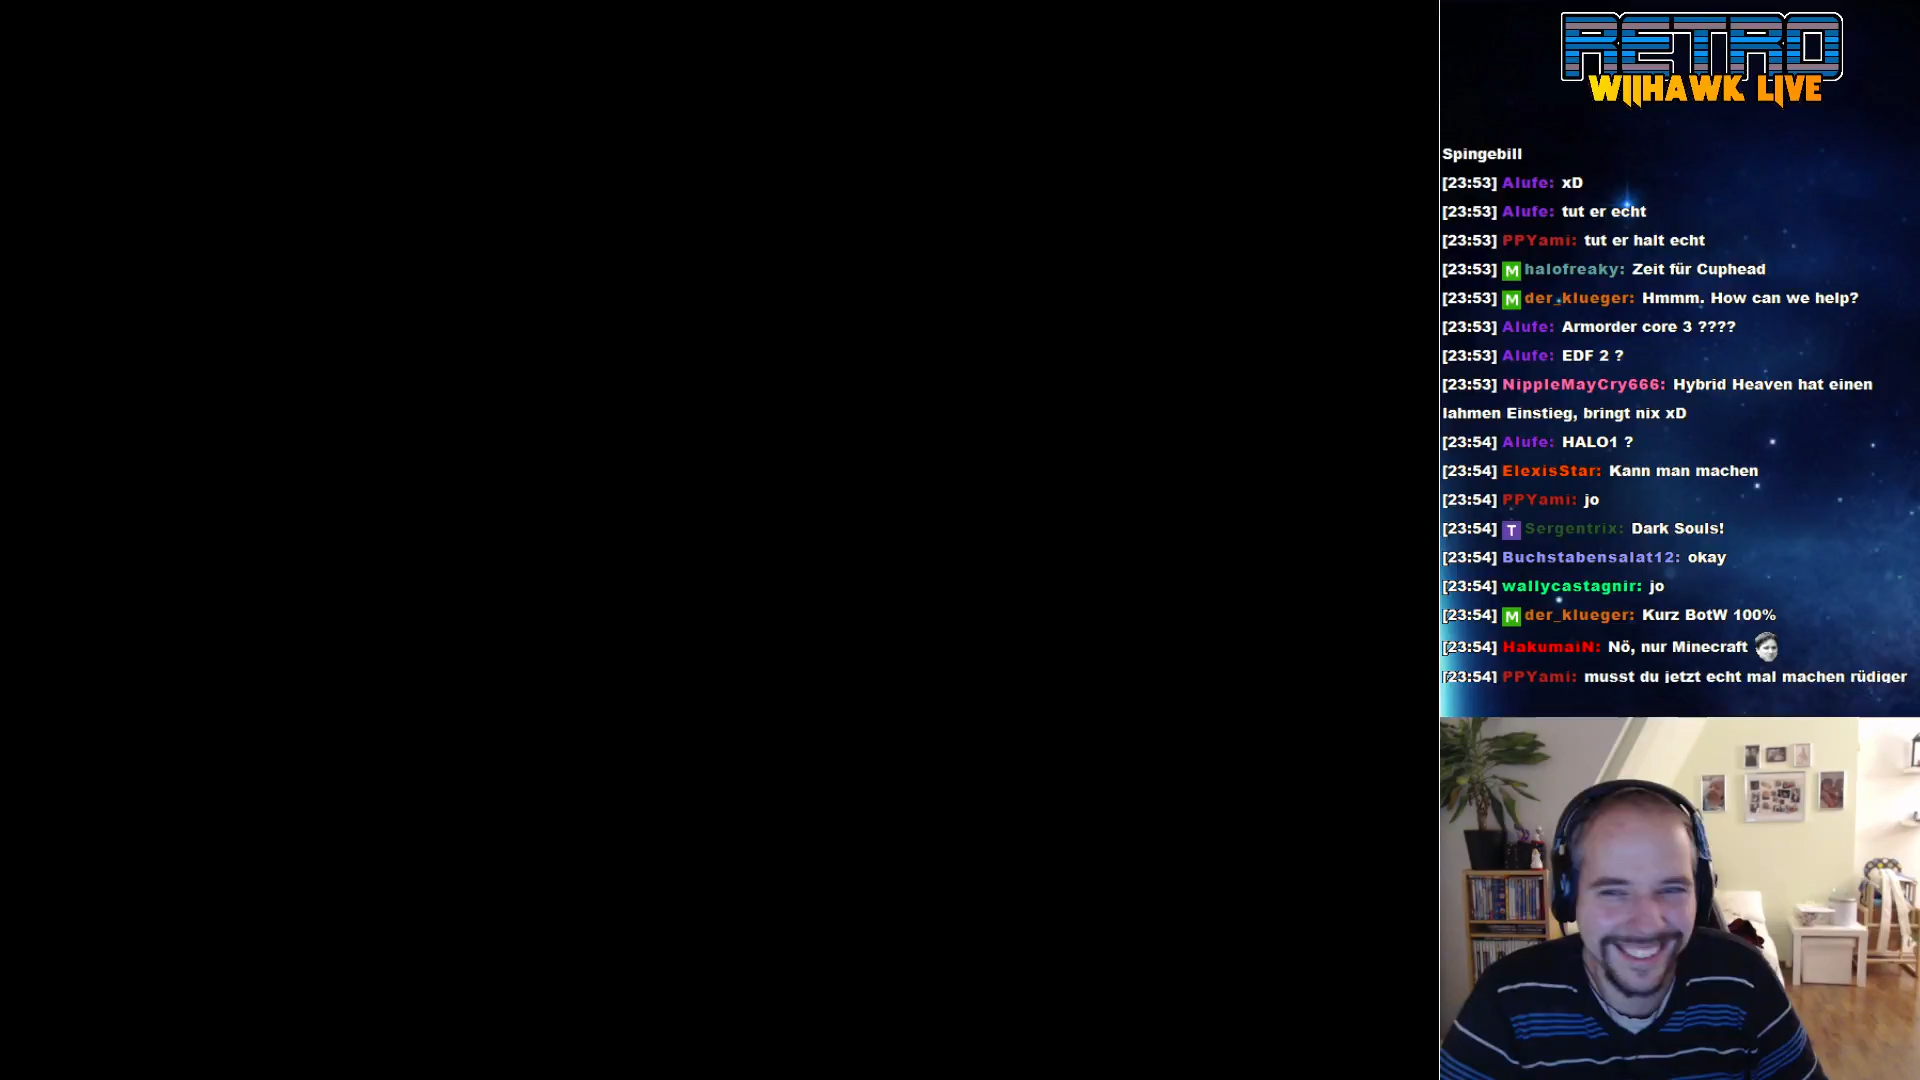 RETRO
WIIHAWK LIVE
Spingebill
[23:53] Alufe: xD
[23:53] Alufe: tut er echt
[23:53] PPYami: tut er halt echt
[23:53] M halofreaky: Zeit für Cuphead
[23:53] M der_klueger: Hmmm. How can we help?
[23:53] Alufe: Armorder core 3 ????
[23:53] Alufe: EDF 2 ?
[23:53] NippleMayCry666: Hybrid Heaven hat einen
lahmen Einstieg, bringt nix xD
[23:54] Alufe: HALO1 ?
[23:54] ElexisStar: Kann man machen
[23:54] PPYami: jo
[23:54] T Sergentrix: Dark Souls!
[23:54] Buchstabensalat12: okay
[23:54] wallycastagnir: jo
[23:54] M der_klueger: Kurz BotW 100%
[23:54] HakumaiN: Nö, nur Minecraft
[23:54] PPYami: musst du jetzt echt mal machen rüdiger